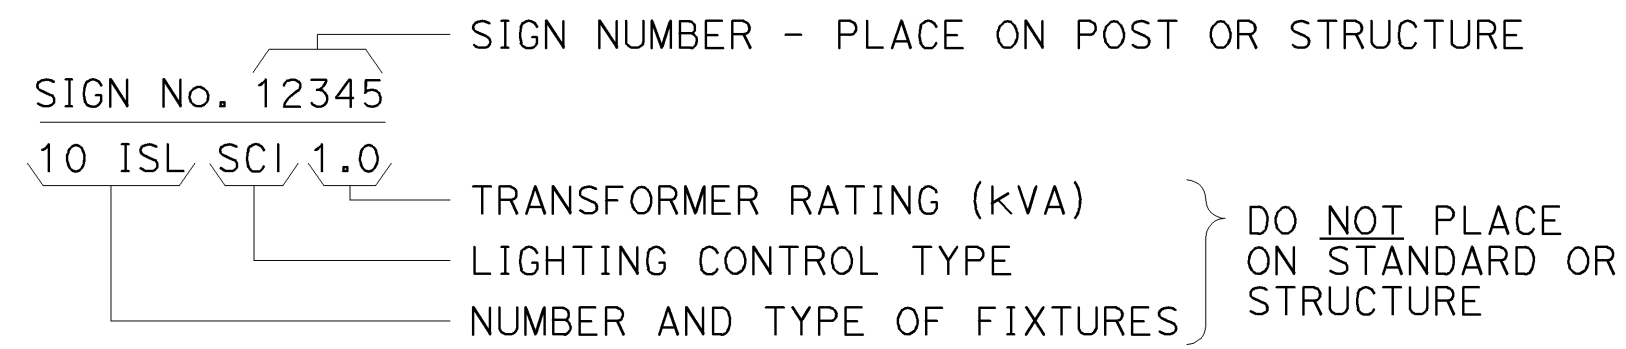 SIGN NUMBER - PLACE ON POST OR STRUCTURE
SIGN No. 12345
10 ISL SCI 1.0
TRANSFORMER RATING (kVA)
LIGHTING CONTROL TYPE
NUMBER AND TYPE OF FIXTURES
DO NOT PLACE
ON STANDARD OR
STRUCTURE